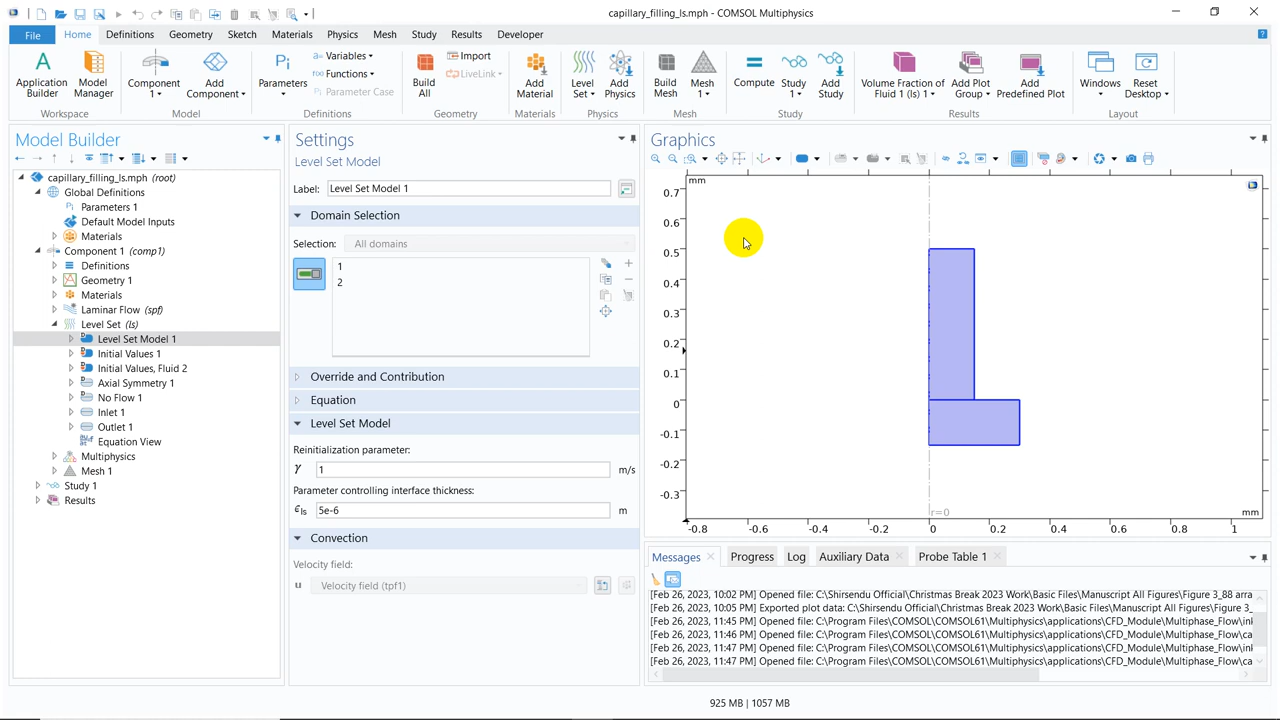 capillary_filling_ls.mph - COMSOL Multiphysics
File Home Definitions Geometry Sketch Materials Physics Mesh Study Results Developer
Application Builder
Model Manager
Workspace
Component 1
Add Component
Model
Pi
Parameters
a= Variables
f(x) Functions
Pi Parameter Case
Definitions
Build All
Import
LiveLink
Geometry
Add Material
Materials
Level Set
Add Physics
Physics
Build Mesh
Mesh 1
Mesh
Compute
Study 1
Add Study
Study
Volume Fraction of Fluid 1 (ls) 1
Add Plot Group
Add Predefined Plot
Results
Windows
Reset Desktop
Layout
Model Builder
capillary_filling_ls.mph (root)
Global Definitions
Pi Parameters 1
Default Model Inputs
Materials
Component 1 (comp1)
Definitions
Geometry 1
Materials
Laminar Flow (spf)
Level Set (ls)
Level Set Model 1
Initial Values 1
Initial Values, Fluid 2
Axial Symmetry 1
No Flow 1
Inlet 1
Outlet 1
Equation View
Multiphysics
Mesh 1
Study 1
Results
Settings
Level Set Model
Label: Level Set Model 1
Domain Selection
Selection: All domains
1
2
Override and Contribution
Equation
Level Set Model
Reinitialization parameter:
γ 1 m/s
Parameter controlling interface thickness:
ϵls 5e-6 m
Convection
Velocity field:
u Velocity field (tpf1)
Graphics
mm
0.7
0.6
0.5
0.4
0.3
0.2
0.1
0
-0.1
-0.2
-0.3
r=0
mm
-0.8 -0.6 -0.4 -0.2 0 0.2 0.4 0.6 0.8 1
Messages Progress Log Auxiliary Data Probe Table 1
[Feb 26, 2023, 10:02 PM] Opened file: C:\Shirsendu Official\Christmas Break 2023 Work\Basic Files\Manuscript All Figures\Figure 3_88 arra
[Feb 26, 2023, 10:05 PM] Exported plot data: C:\Shirsendu Official\Christmas Break 2023 Work\Basic Files\Manuscript All Figures\Figure 3_
[Feb 26, 2023, 11:45 PM] Opened file: C:\Program Files\COMSOL\COMSOL61\Multiphysics\applications\CFD_Module\Multiphase_Flow\ink
[Feb 26, 2023, 11:46 PM] Opened file: C:\Program Files\COMSOL\COMSOL61\Multiphysics\applications\CFD_Module\Multiphase_Flow\ca
[Feb 26, 2023, 11:47 PM] Opened file: C:\Program Files\COMSOL\COMSOL61\Multiphysics\applications\CFD_Module\Multiphase_Flow\ink
[Feb 26, 2023, 11:47 PM] Opened file: C:\Program Files\COMSOL\COMSOL61\Multiphysics\applications\CFD_Module\Multiphase_Flow\ca
925 MB | 1057 MB